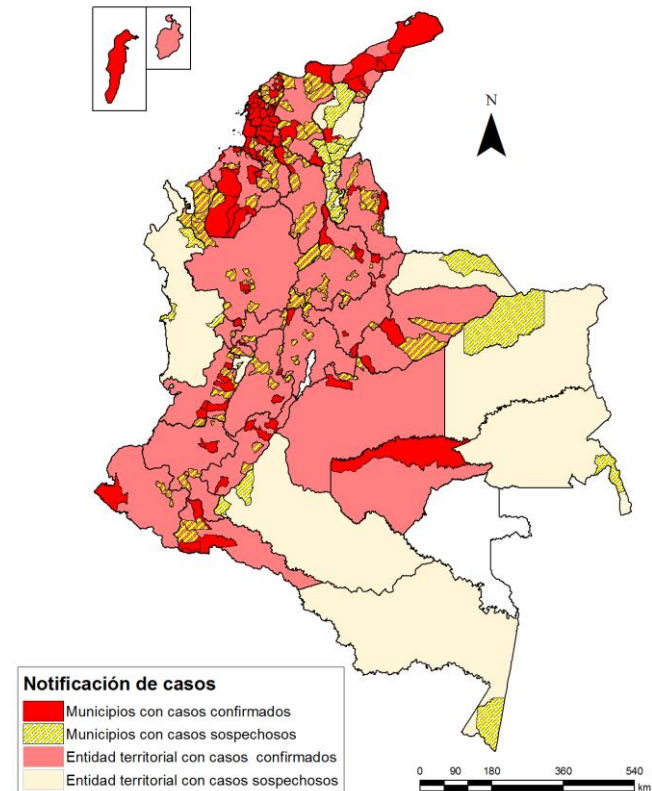 N
Notificación de casos
Municipios con casos confirmados
Municipios con casos sospechosos
Entidad territorial con casos  confirmados
Entidad territorial con casos sospechosos
0 90 180 360 540
km